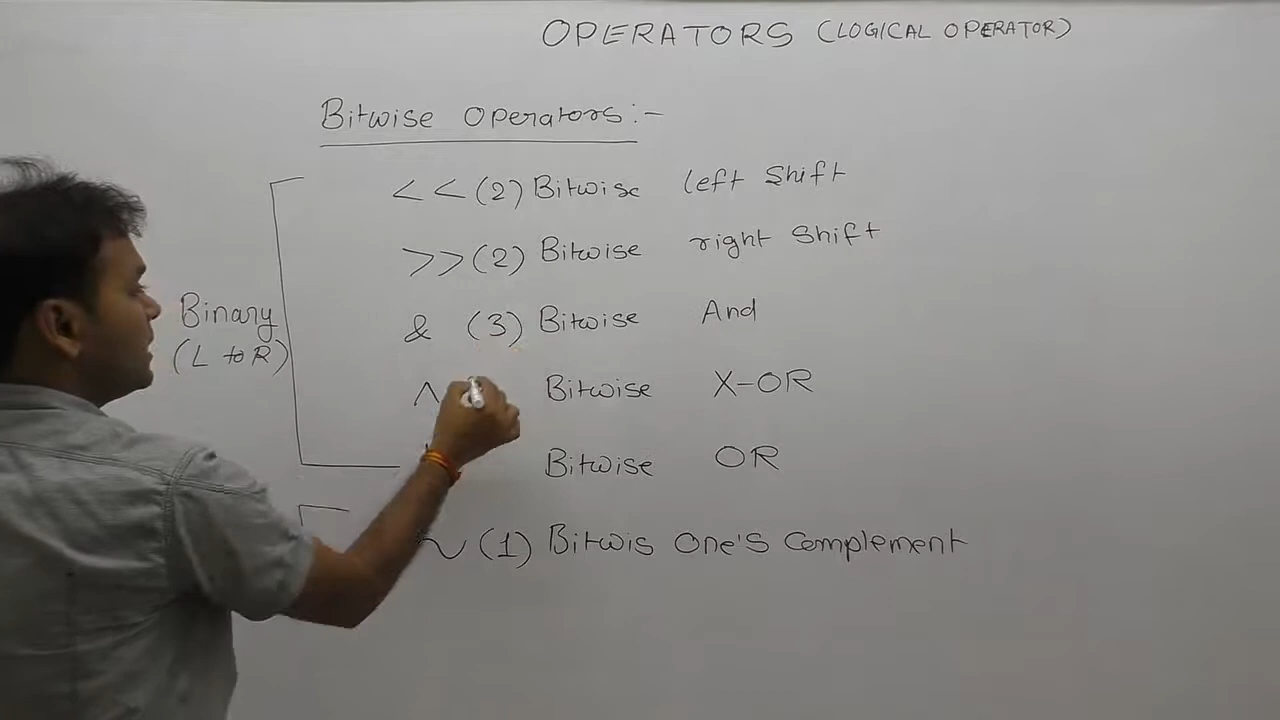 OPERATORS (LOGICAL OPERATOR)
Bitwise Operators:-
<< (2) Bitwise left Shift
>> (2) Bitwise right Shift
& (3) Bitwise And
Binary
(L to R)
^ Bitwise X-OR
Bitwise OR
~ (1) Bitwis One's Complement